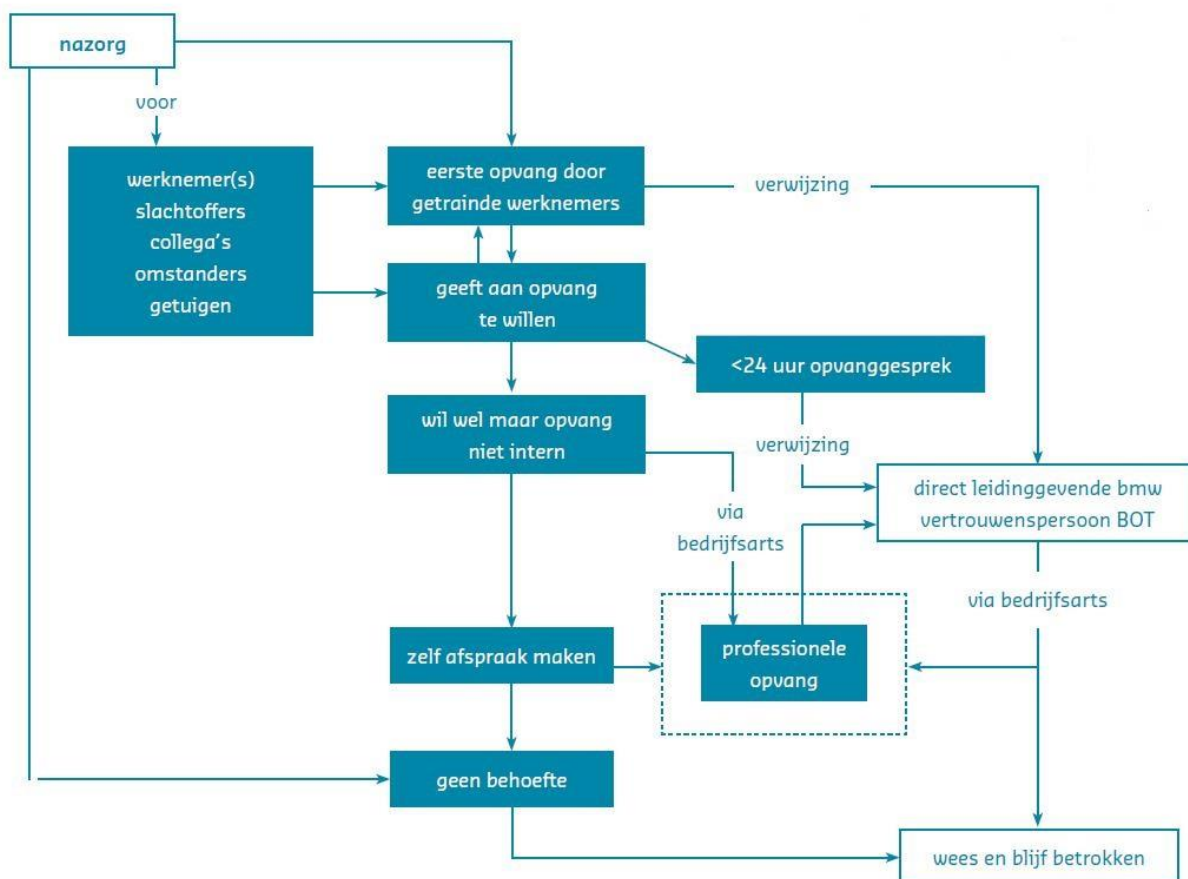 nazorg
voor
werknemer(s)
slachtoffers
collega's
omstanders
getuigen
eerste opvang door
getrainde werknemers
verwijzing
geeft aan opvang
te willen
<24 uur opvanggesprek
wil wel maar opvang
niet intern
verwijzing
direct leidinggevende bmw
vertrouwenspersoon BOT
via
bedrijfsarts
via bedrijfsarts
zelf afspraak maken
professionele
opvang
geen behoefte
wees en blijf betrokken